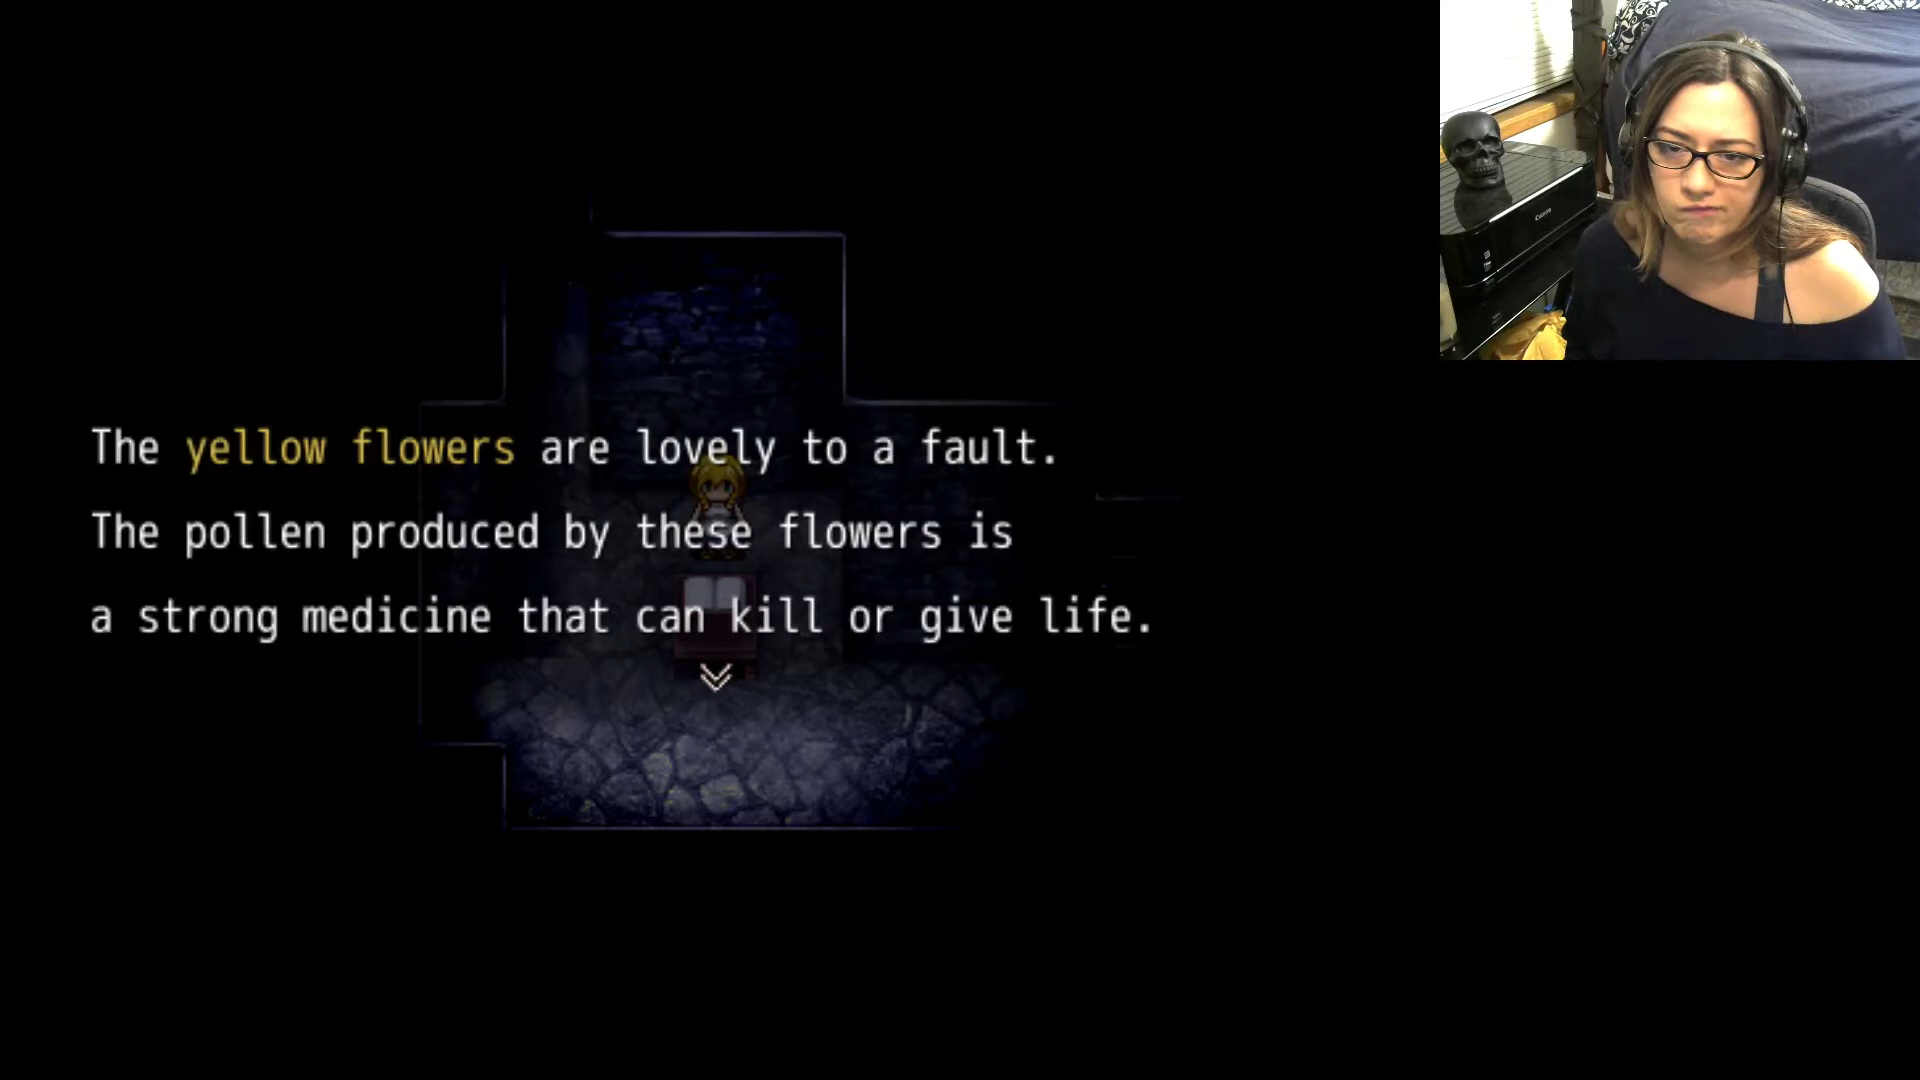 The yellow flowers are lovely to a fault.
The pollen produced by these flowers is
a strong medicine that can kill or give life.
Canon